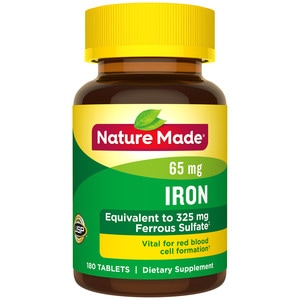 Nature Made®
65 mg
IRON
Equivalent to 325 mg
Ferrous Sulfate†
Vital for red blood
cell formation†
USP
180 TABLETS | Dietary Supplement